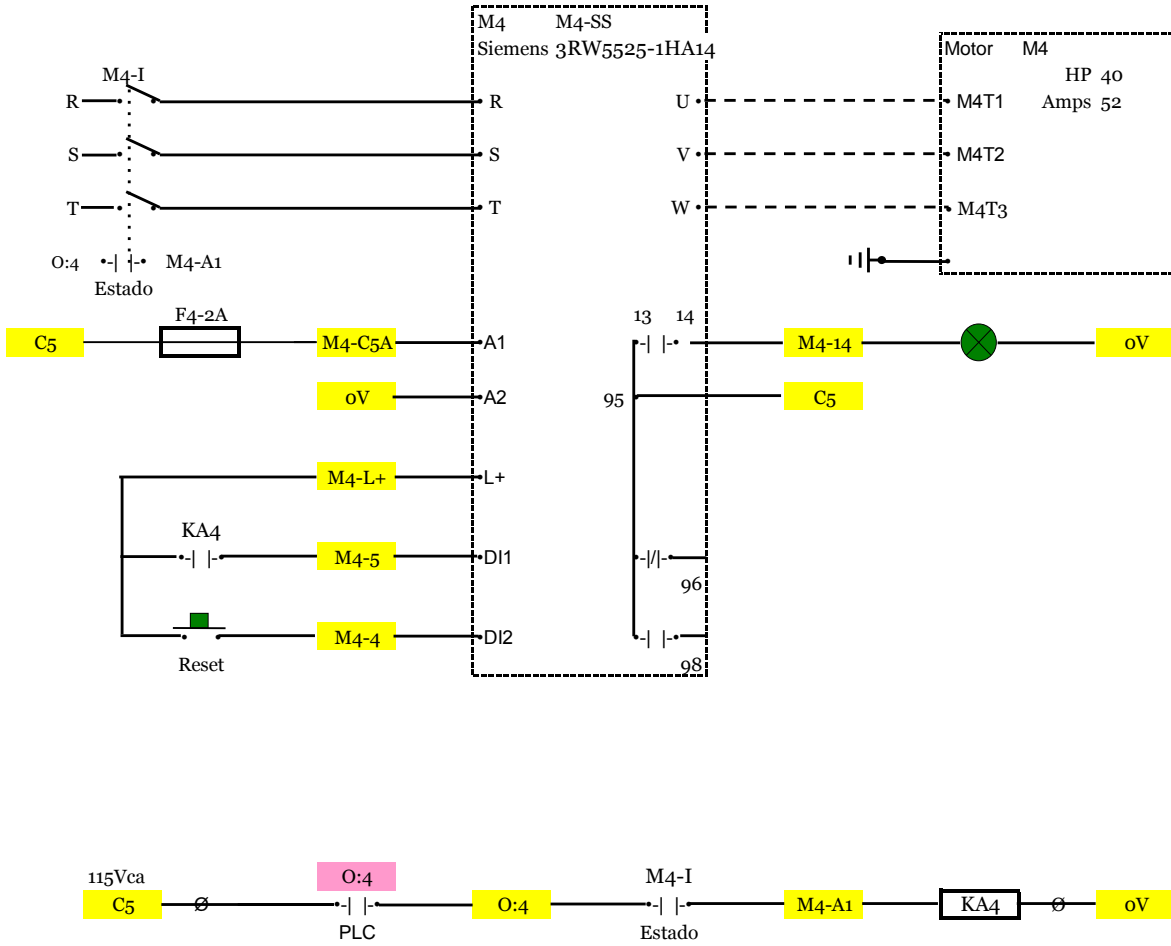 M4 M4-SS
Siemens 3RW5525-1HA14
Motor M4
HP 40
Amps 52
M4-I
R R U M4T1
S S V M4T2
T T W M4T3
O:4 -| |- M4-A1
Estado
F4-2A
13 14
C5 M4-C5A A1 -| |- M4-14 0V
0V A2 95 C5
M4-L+ L+
KA4
-| |- M4-5 DI1 -|/|-
96
M4-4 DI2 -| |-
Reset 98
115Vca O:4 M4-I
C5 Ø -| |- O:4 -| |- M4-A1 KA4 Ø 0V
PLC Estado